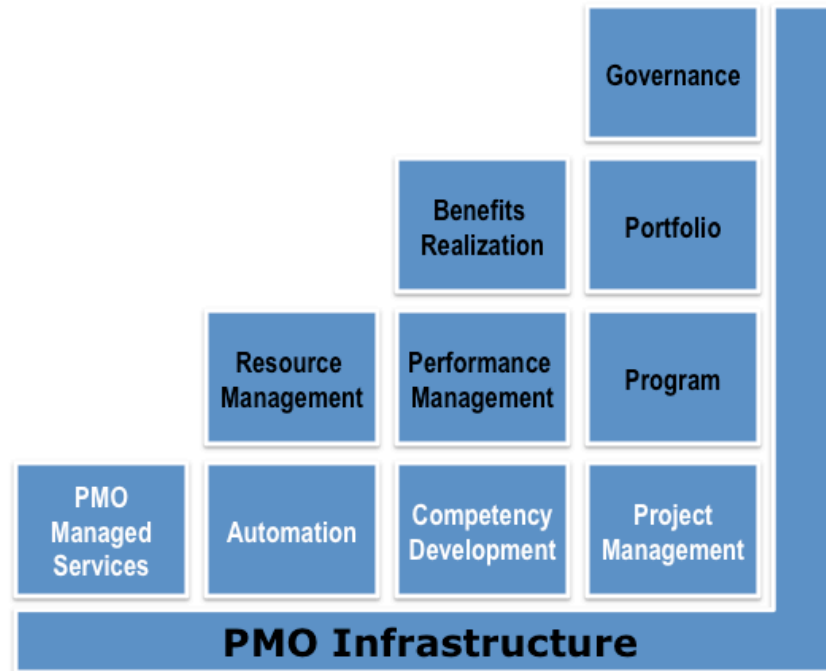 Governance
Benefits
Realization
Portfolio
Resource
Management
Performance
Management
Program
PMO
Managed
Services
Automation
Competency
Development
Project
Management
PMO Infrastructure